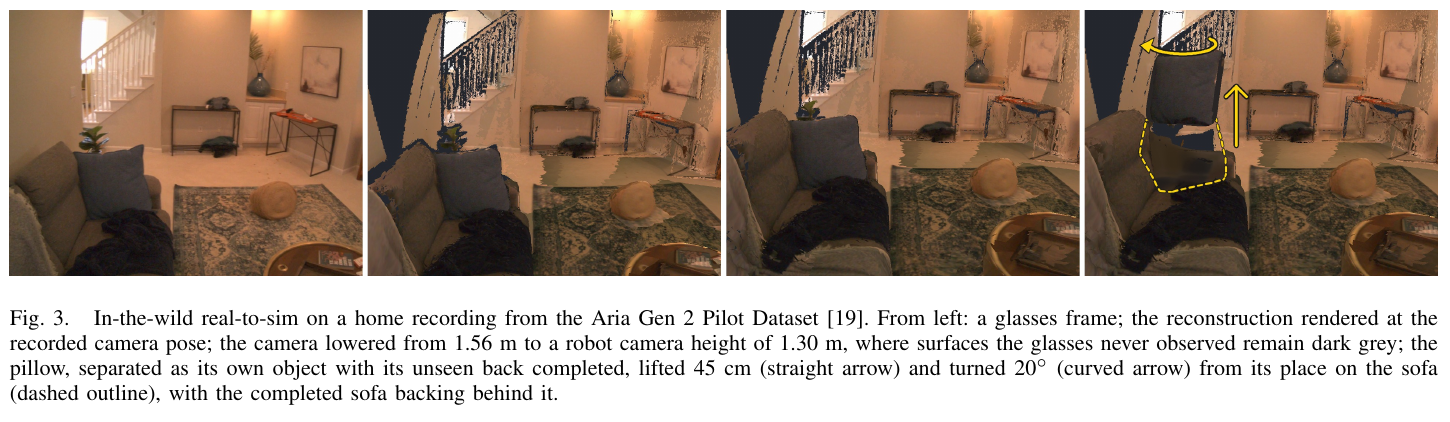 Fig. 3. In-the-wild real-to-sim on a home recording from the Aria Gen 2 Pilot Dataset [19]. From left: a glasses frame; the reconstruction rendered at the
recorded camera pose; the camera lowered from 1.56 m to a robot camera height of 1.30 m, where surfaces the glasses never observed remain dark grey; the
pillow, separated as its own object with its unseen back completed, lifted 45 cm (straight arrow) and turned 20° (curved arrow) from its place on the sofa
(dashed outline), with the completed sofa backing behind it.